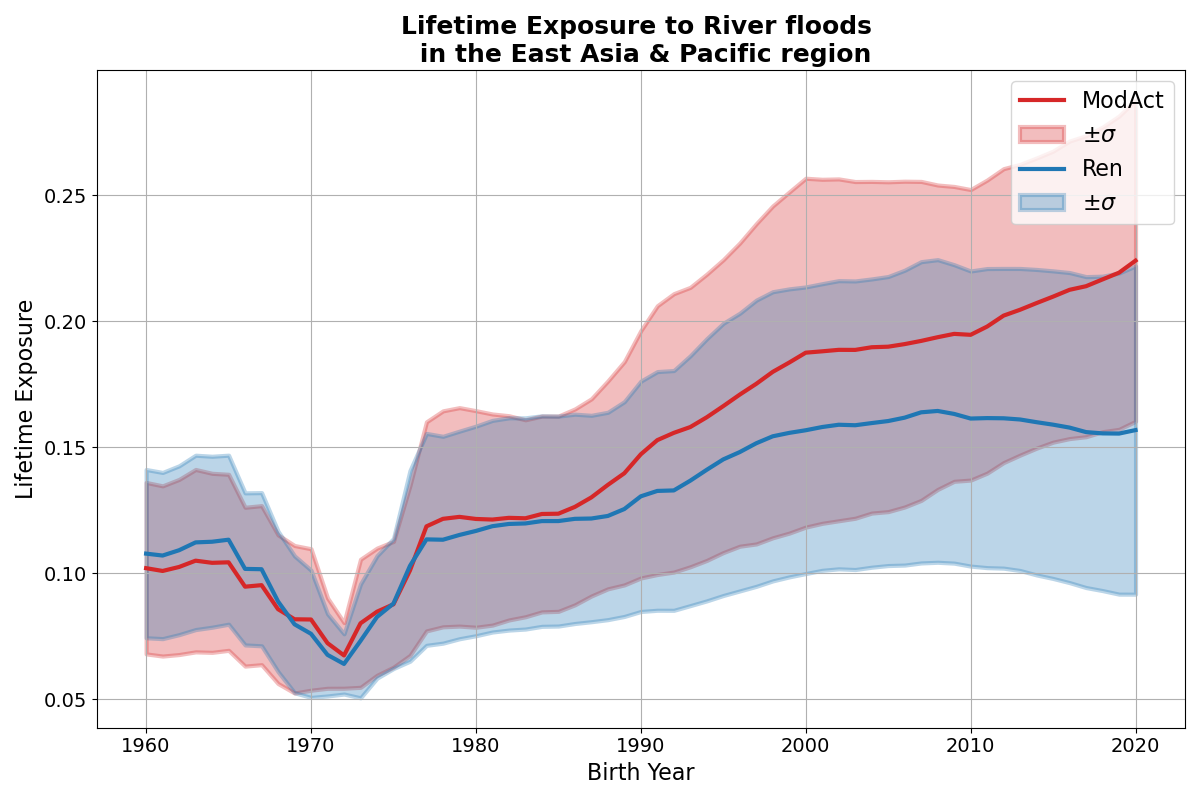 Lifetime Exposure to River floods
in the East Asia & Pacific region
ModAct
±σ
Ren
±σ
0.25
0.20
0.15
0.10
0.05
Lifetime Exposure
1960 1970 1980 1990 2000 2010 2020
Birth Year